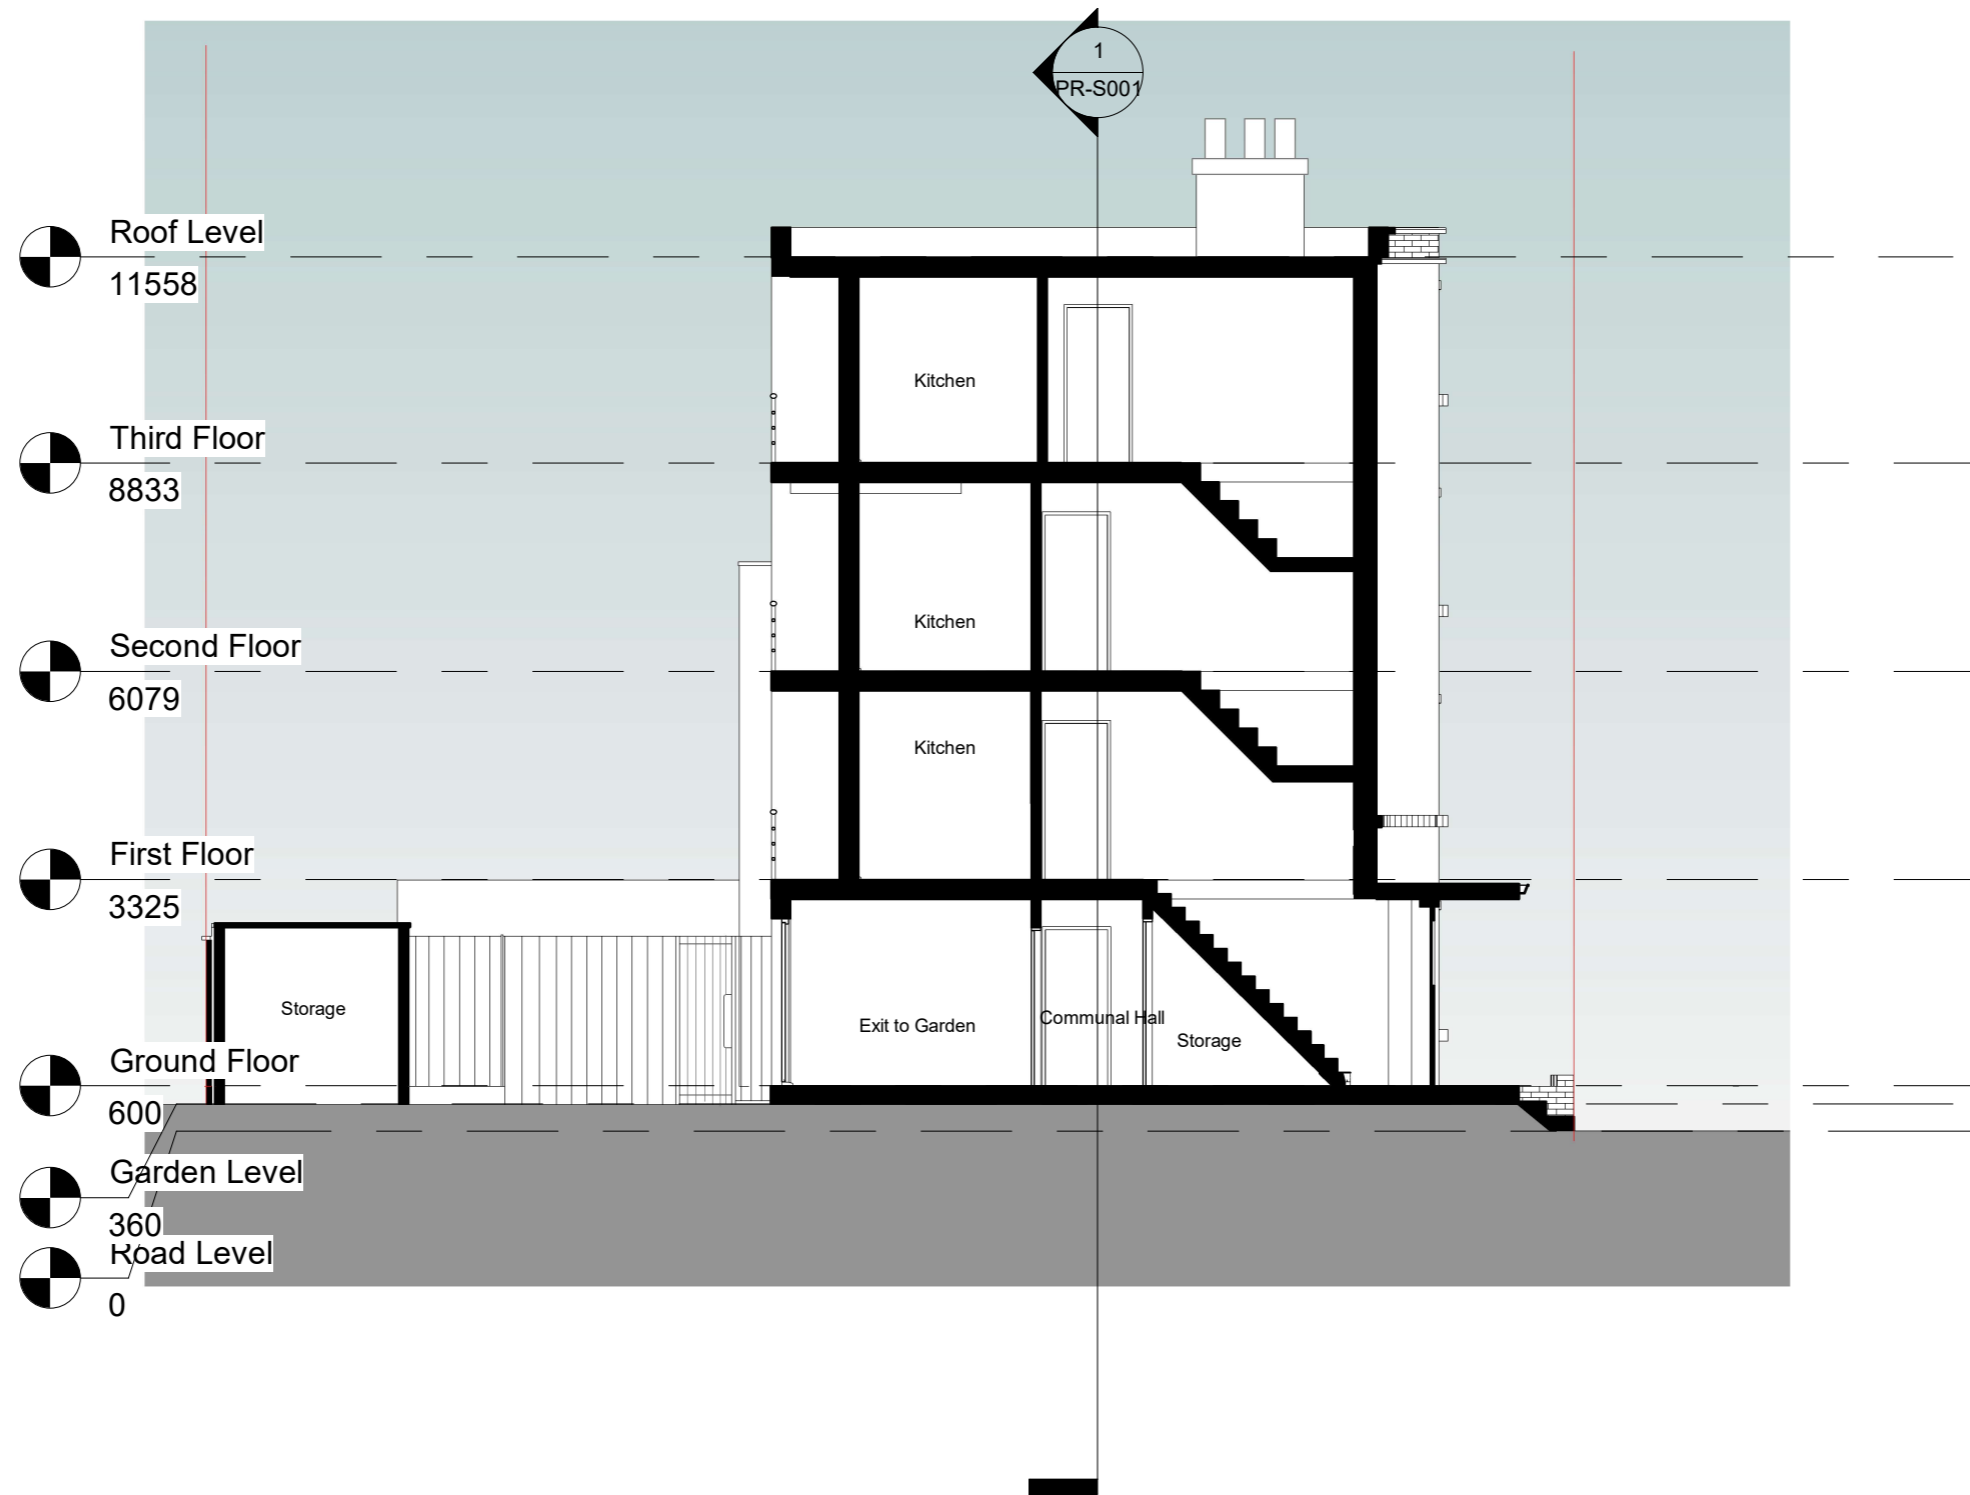 1
PR-S001
Roof Level
11558
Kitchen
Third Floor
8833
Kitchen
Second Floor
6079
Kitchen
First Floor
3325
Storage
Exit to Garden
Communal Hall
Storage
Ground Floor
600
Garden Level
360
Road Level
0